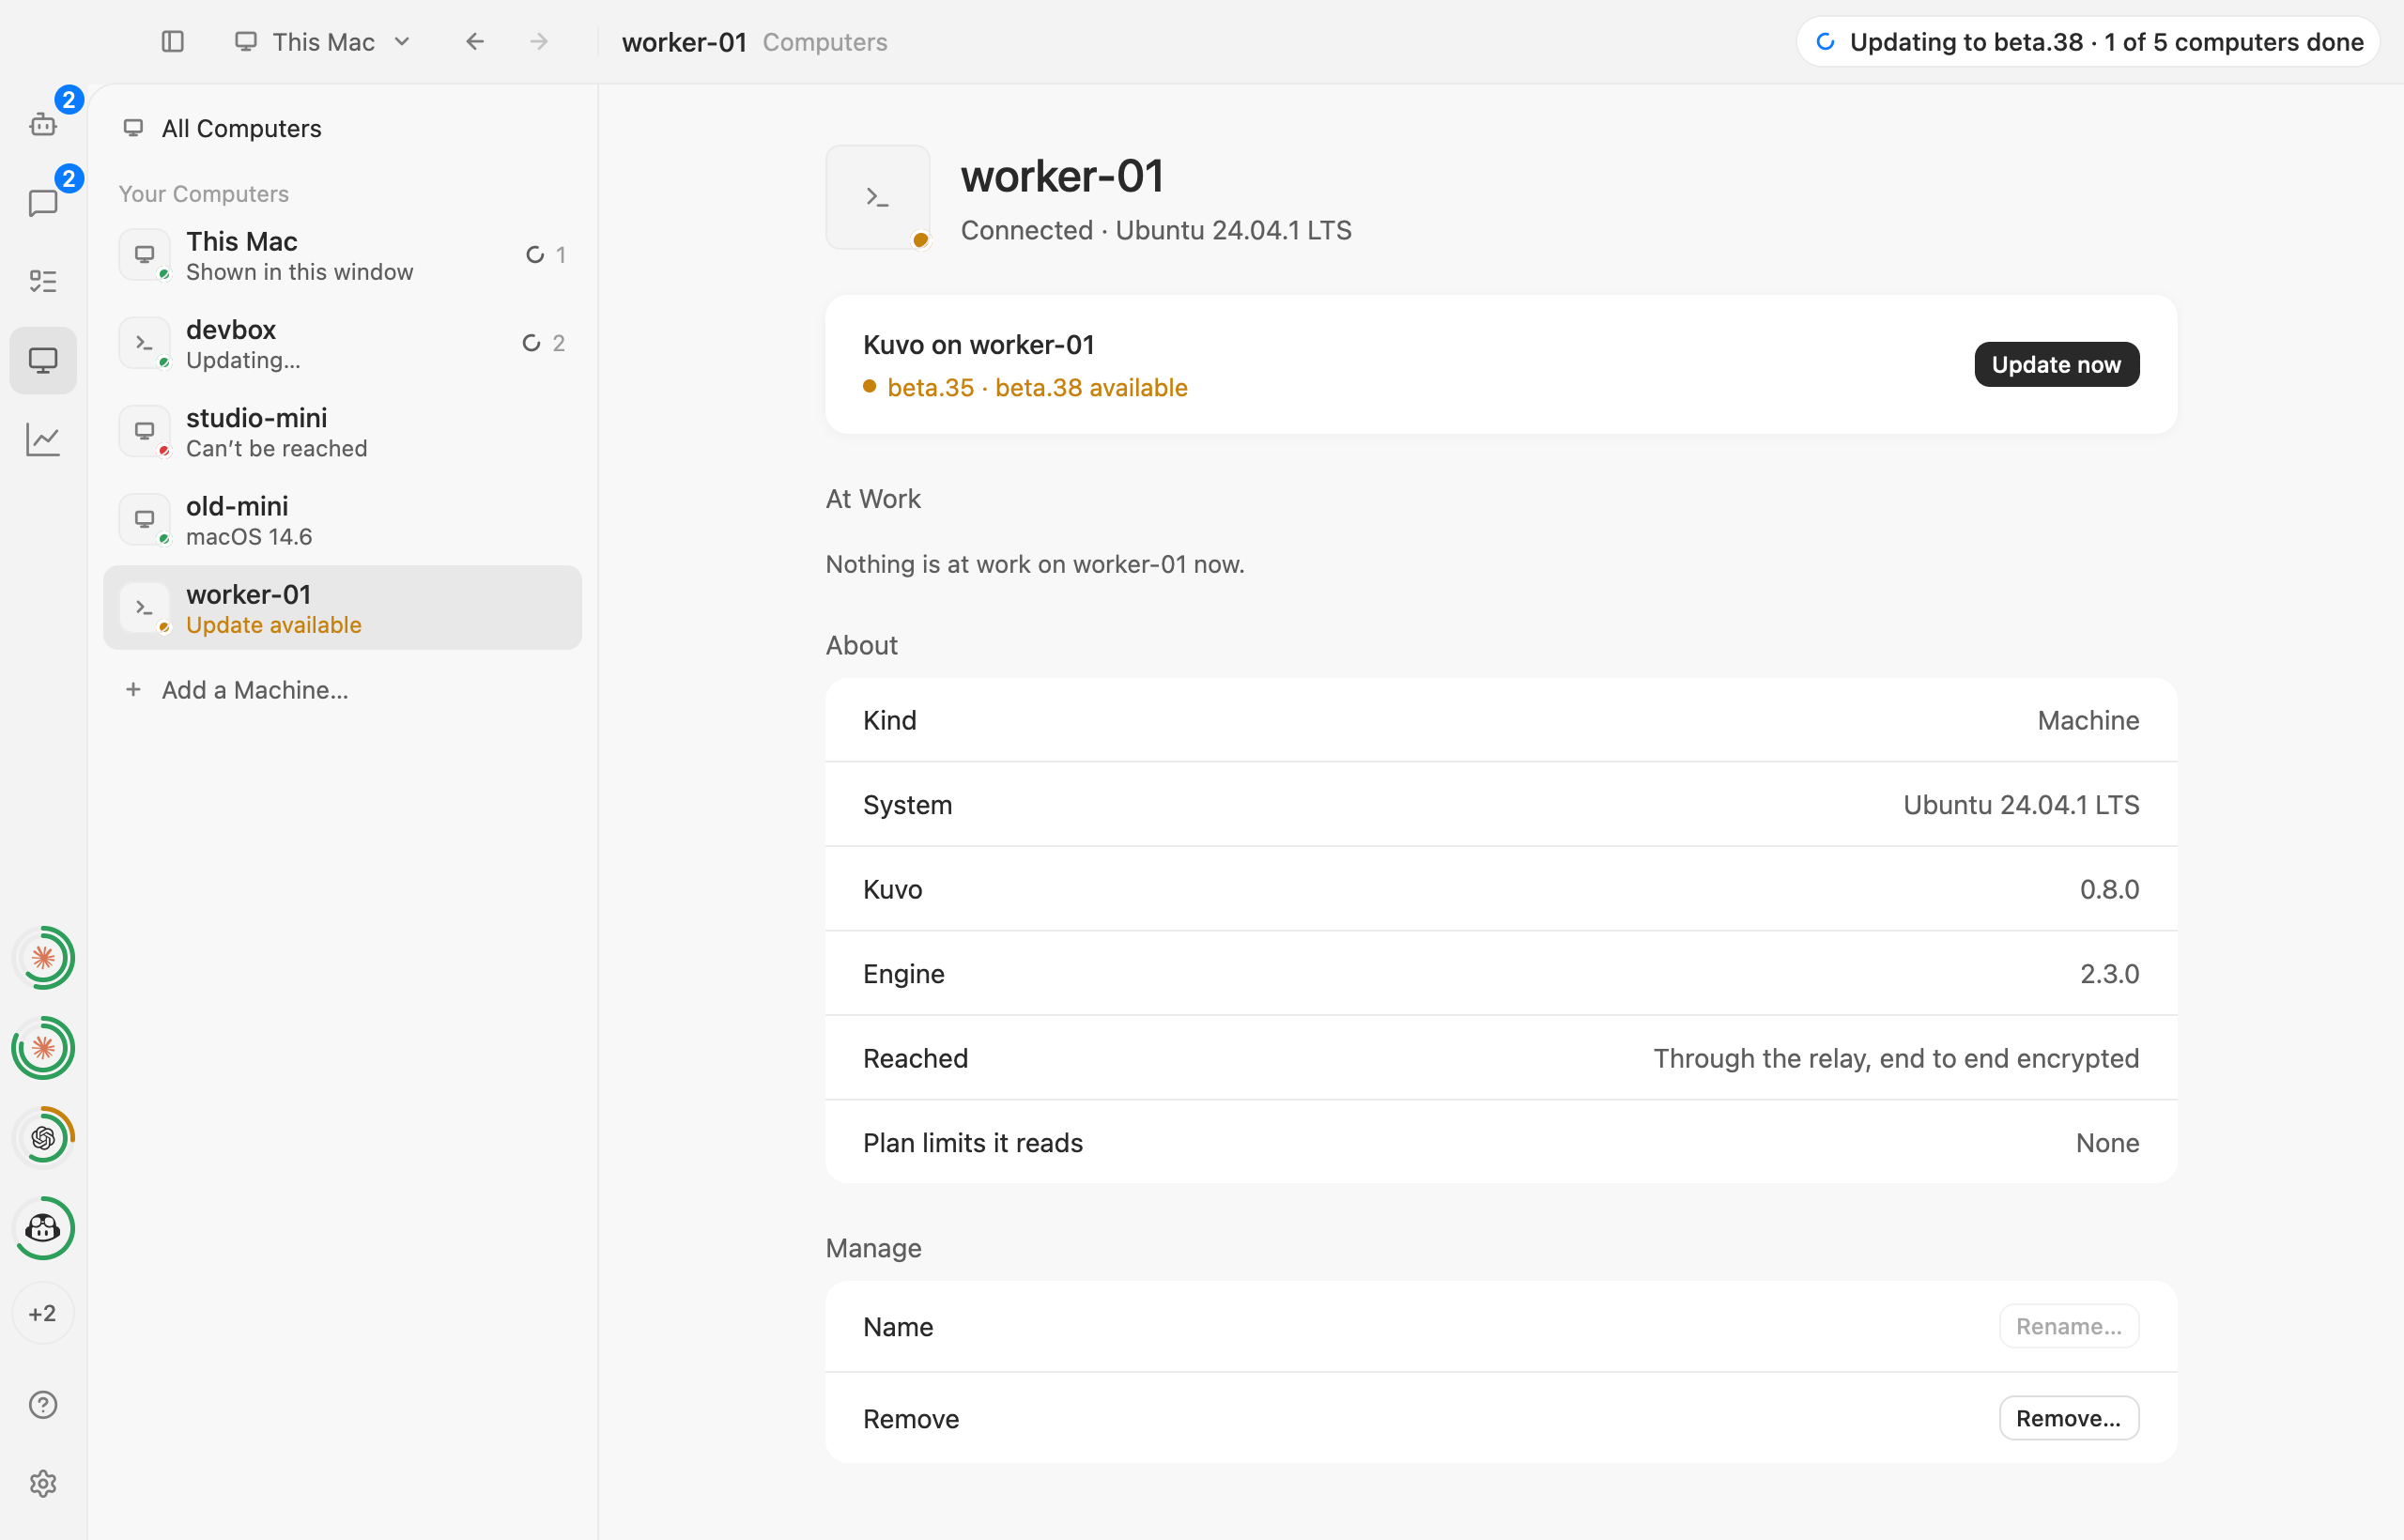 This Mac
worker-01 Computers
Updating to beta.38 · 1 of 5 computers done
2
2
All Computers
Your Computers
This Mac
Shown in this window
1
devbox
Updating...
2
studio-mini
Can’t be reached
old-mini
macOS 14.6
worker-01
Update available
+ Add a Machine...
+2
worker-01
Connected · Ubuntu 24.04.1 LTS
Kuvo on worker-01
beta.35 · beta.38 available
Update now
At Work
Nothing is at work on worker-01 now.
About
Kind Machine
System Ubuntu 24.04.1 LTS
Kuvo 0.8.0
Engine 2.3.0
Reached Through the relay, end to end encrypted
Plan limits it reads None
Manage
Name Rename...
Remove Remove...